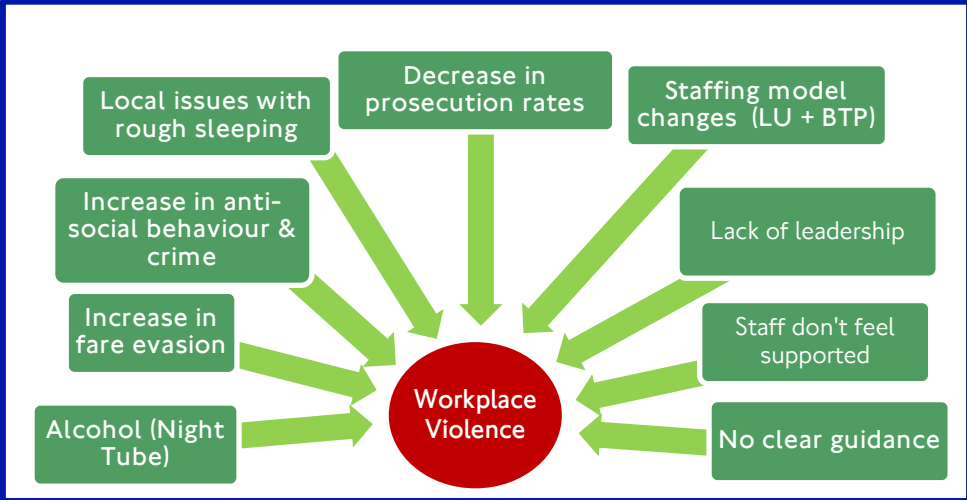 Decrease in
prosecution rates
Local issues with
rough sleeping
Staffing model
changes (LU + BTP)
Increase in anti-
social behaviour &
crime
Lack of leadership
Increase in
fare evasion
Staff don't feel
supported
Alcohol (Night
Tube)
Workplace
Violence
No clear guidance